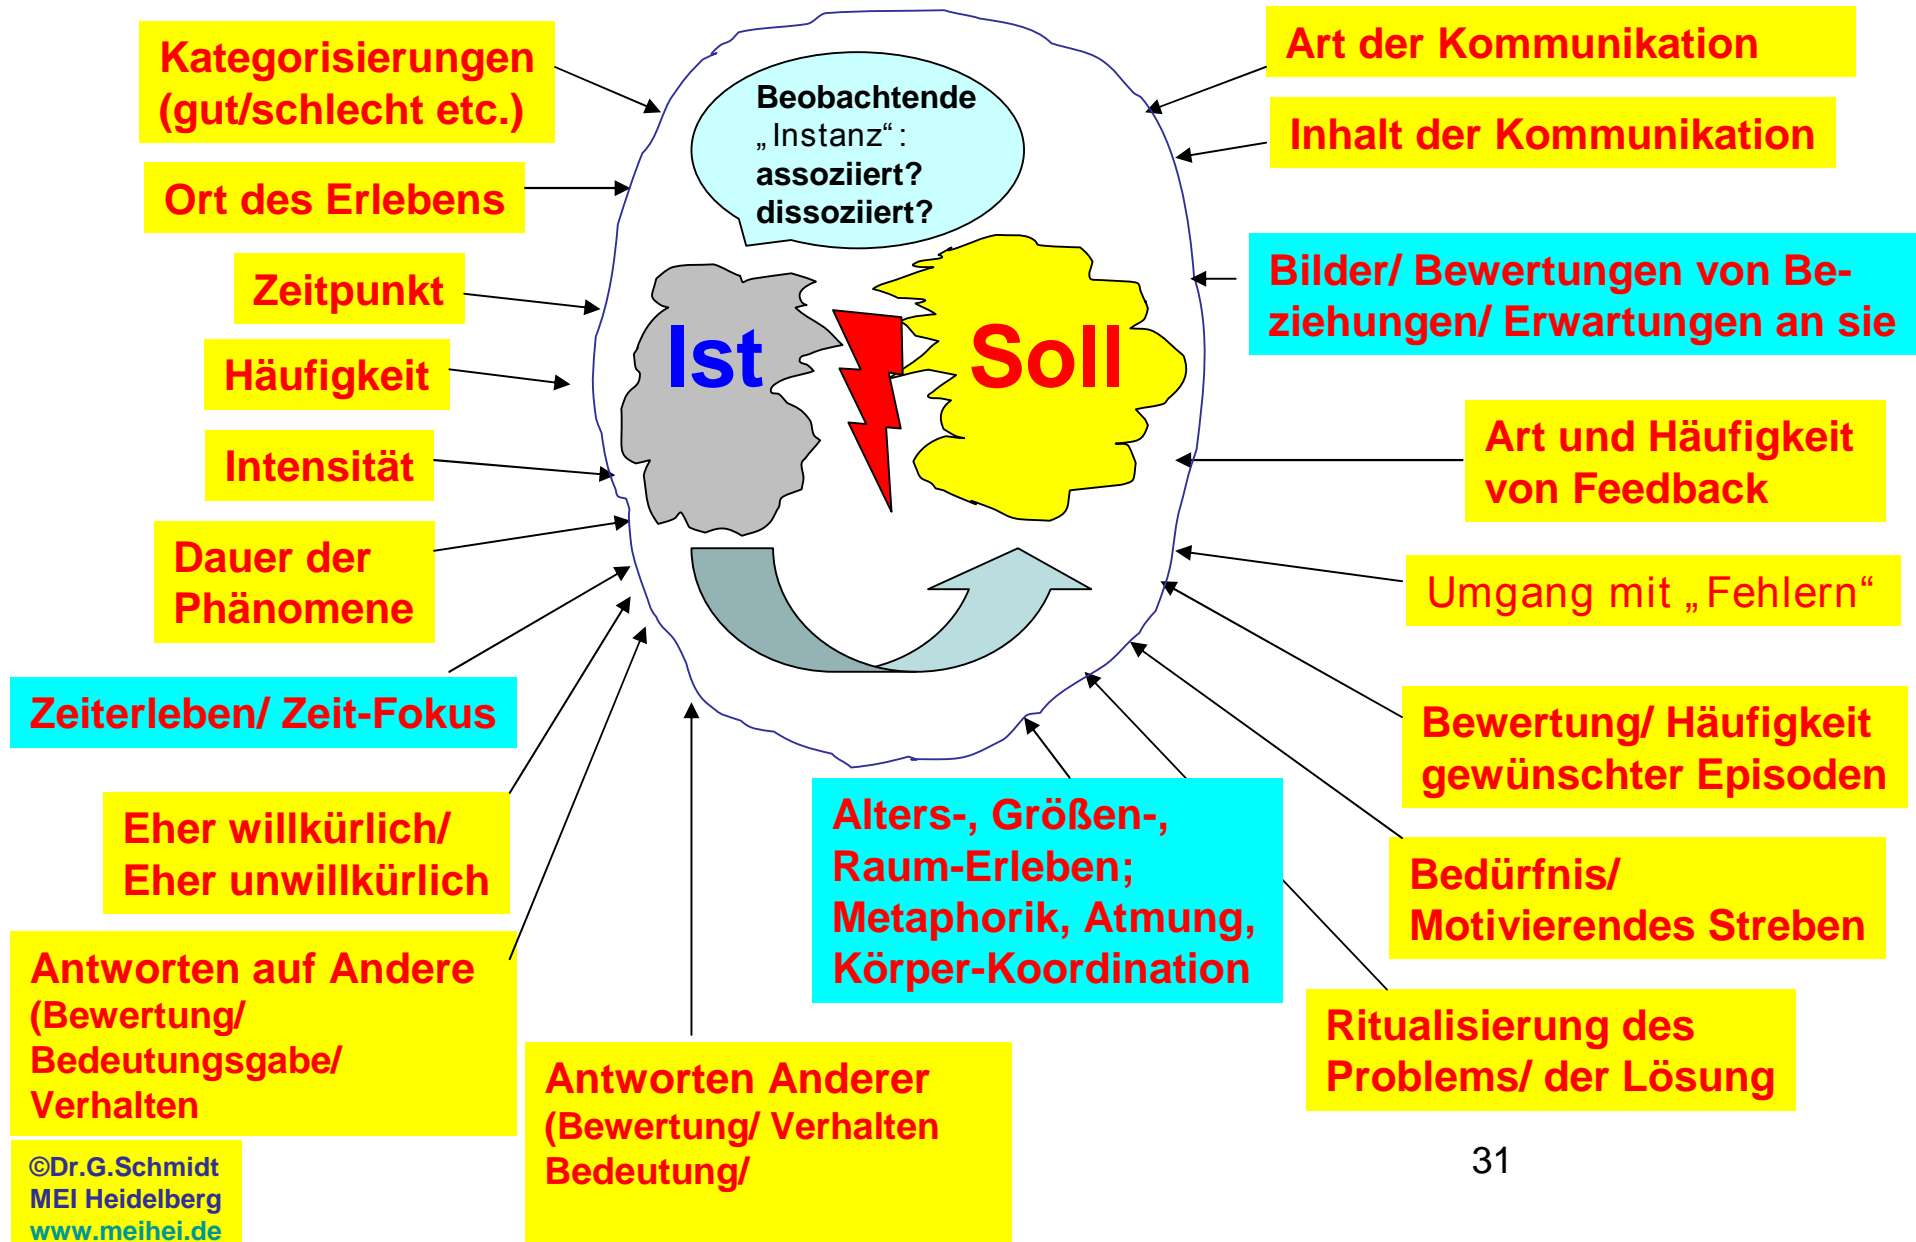 Kategorisierungen
(gut/schlecht etc.)
Ort des Erlebens
Zeitpunkt
Häufigkeit
Intensität
Dauer der
Phänomene
Zeiterleben/ Zeit-Fokus
Eher willkürlich/
Eher unwillkürlich
Antworten auf Andere
(Bewertung/
Bedeutungsgabe/
Verhalten
©Dr.G.Schmidt
MEI Heidelberg
www.meihei.de
Beobachtende
„Instanz“:
assoziiert?
dissoziiert?
Ist
Soll
Antworten Anderer
(Bewertung/ Verhalten
Bedeutung/
Alters-, Größen-,
Raum-Erleben;
Metaphorik, Atmung,
Körper-Koordination
Art der Kommunikation
Inhalt der Kommunikation
Bilder/ Bewertungen von Be-
ziehungen/ Erwartungen an sie
Art und Häufigkeit
von Feedback
Umgang mit „Fehlern“
Bewertung/ Häufigkeit
gewünschter Episoden
Bedürfnis/
Motivierendes Streben
Ritualisierung des
Problems/ der Lösung
31